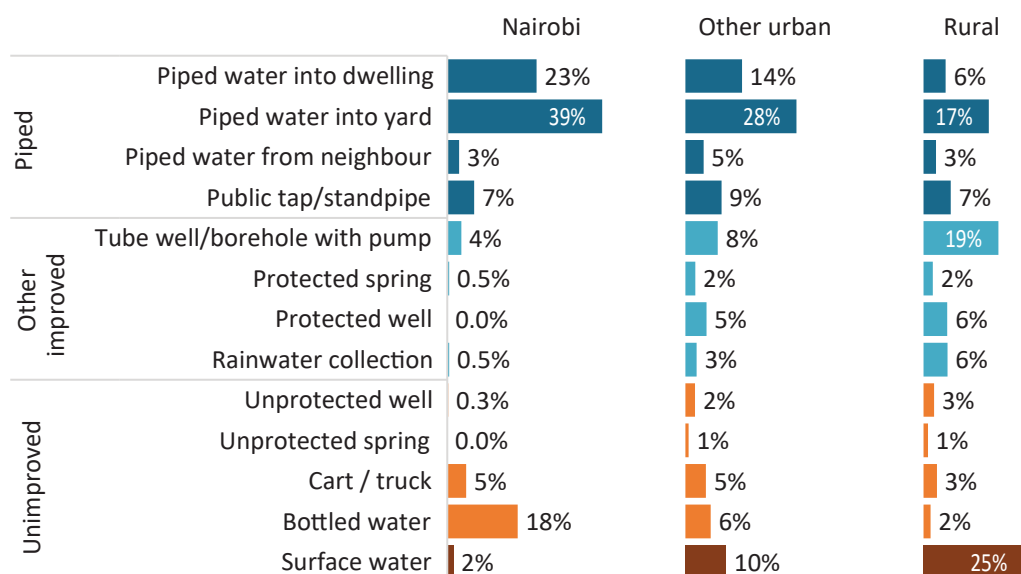 Nairobi Other urban Rural
Piped
Piped water into dwelling 23% 14% 6%
Piped water into yard 39% 28% 17%
Piped water from neighbour 3% 5% 3%
Public tap/standpipe 7% 9% 7%
Other improved
Tube well/borehole with pump 4% 8% 19%
Protected spring 0.5% 2% 2%
Protected well 0.0% 5% 6%
Rainwater collection 0.5% 3% 6%
Unimproved
Unprotected well 0.3% 2% 3%
Unprotected spring 0.0% 1% 1%
Cart / truck 5% 5% 3%
Bottled water 18% 6% 2%
Surface water 2% 10% 25%